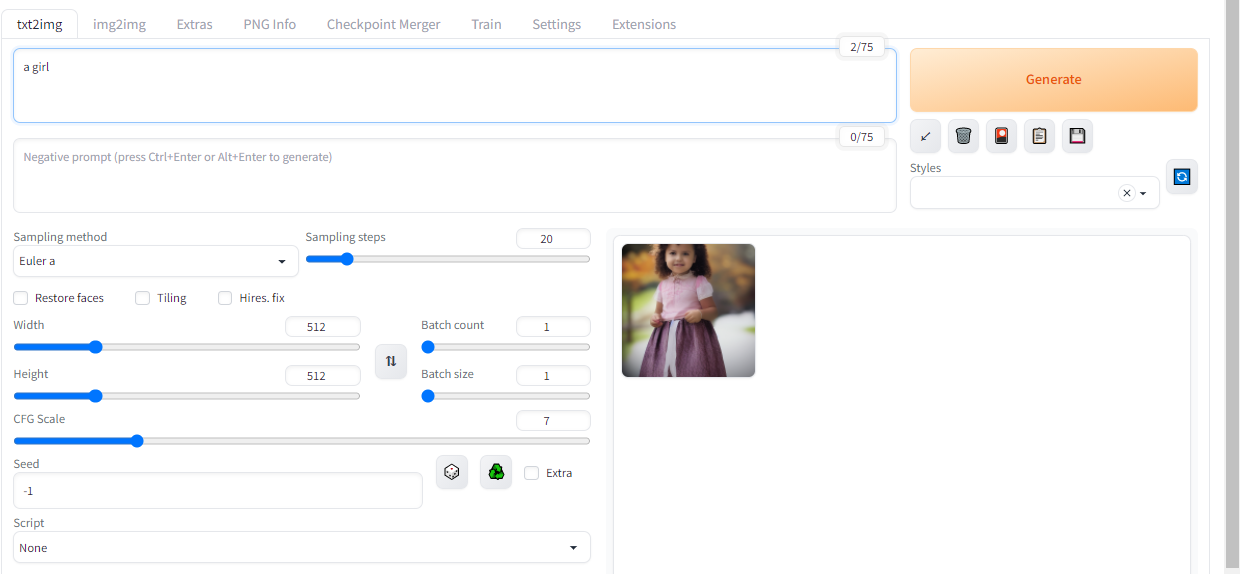 txt2img img2img Extras PNG Info Checkpoint Merger Train Settings Extensions
2/75
a girl
Generate
0/75
Negative prompt (press Ctrl+Enter or Alt+Enter to generate)
Styles
Sampling method
Euler a
Sampling steps
20
Restore faces Tiling Hires. fix
Width
512
Batch count
1
Height
512
Batch size
1
CFG Scale
7
Seed
-1
Extra
Script
None